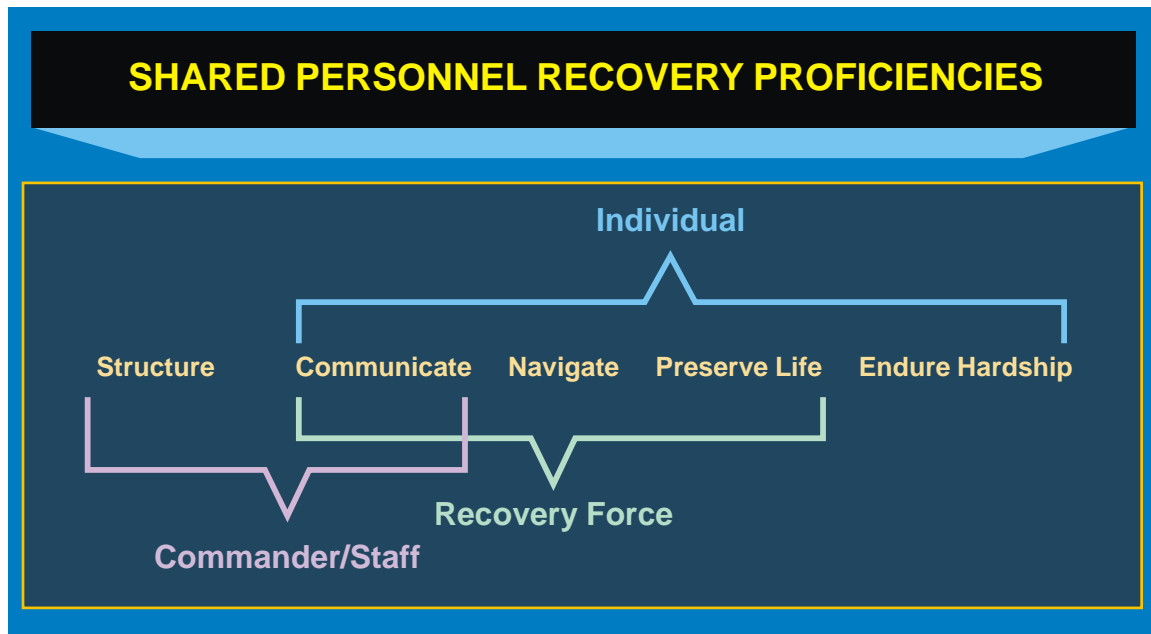 SHARED PERSONNEL RECOVERY PROFICIENCIES
Individual
Structure Communicate Navigate Preserve Life Endure Hardship
Recovery Force
Commander/Staff